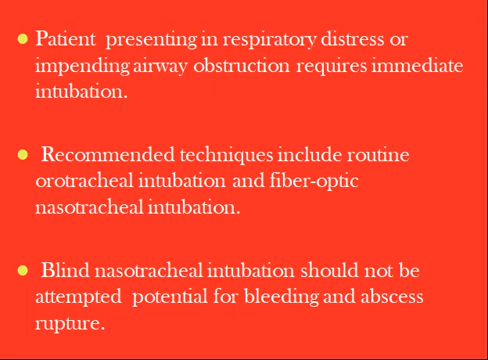 Patient presenting in respiratory distress or
impending airway obstruction requires immediate
intubation.
Recommended techniques include routine
orotracheal intubation and fiber-optic
nasotracheal intubation.
Blind nasotracheal intubation should not be
attempted potential for bleeding and abscess
rupture.